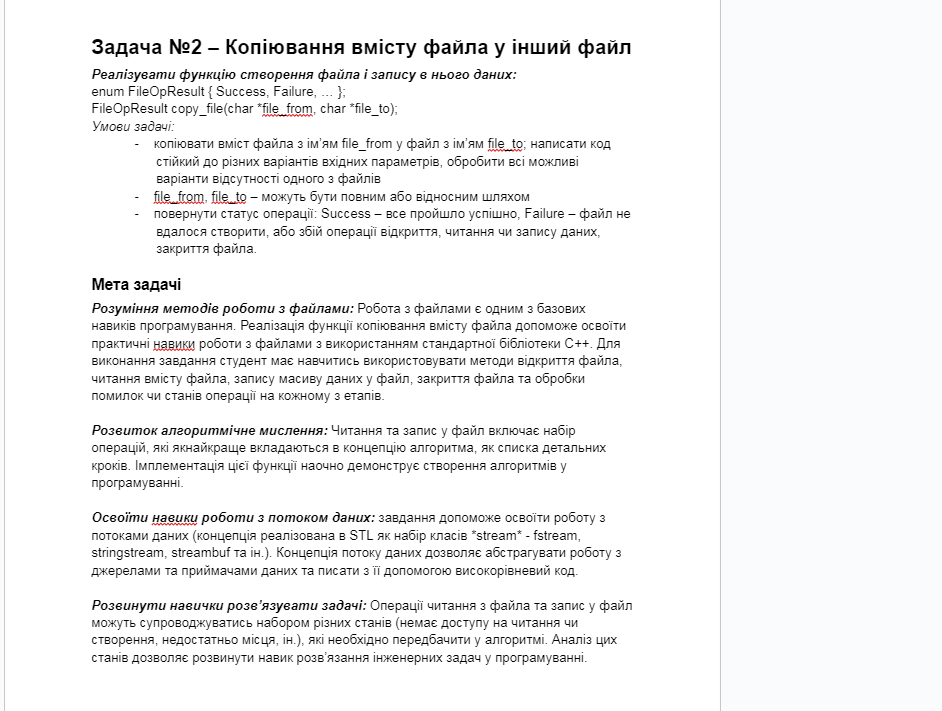 Задача №2 – Копіювання вмісту файла у інший файл
Реалізувати функцію створення файла і запису в нього даних:
enum FileOpResult { Success, Failure, … };
FileOpResult copy_file(char *file_from, char *file_to);
Умови задачі:
- копіювати вміст файла з ім’ям file_from у файл з ім’ям file_to; написати код
стійкий до різних варіантів вхідних параметрів, обробити всі можливі
варіанти відсутності одного з файлів
- file_from, file_to – можуть бути повним або відносним шляхом
- повернути статус операції: Success – все пройшло успішно, Failure – файл не
вдалося створити, або збій операції відкриття, читання чи запису даних,
закриття файла.
Мета задачі
Розуміння методів роботи з файлами: Робота з файлами є одним з базових
навиків програмування. Реалізація функції копіювання вмісту файла допоможе освоїти
практичні навики роботи з файлами з використанням стандартної бібліотеки C++. Для
виконання завдання студент має навчитись використовувати методи відкриття файла,
читання вмісту файла, запису масиву даних у файл, закриття файла та обробки
помилок чи станів операції на кожному з етапів.
Розвиток алгоритмічне мислення: Читання та запис у файл включає набір
операцій, які якнайкраще вкладаються в концепцію алгоритма, як списка детальних
кроків. Імплементація цієї функції наочно демонструє створення алгоритмів у
програмуванні.
Освоїти навики роботи з потоком даних: завдання допоможе освоїти роботу з
потоками даних (концепція реалізована в STL як набір класів *stream* - fstream,
stringstream, streambuf та ін.). Концепція потоку даних дозволяє абстрагувати роботу з
джерелами та приймачами даних та писати з її допомогою високорівневий код.
Розвинути навички розв’язувати задачі: Операції читання з файла та запис у файл
можуть супроводжуватись набором різних станів (немає доступу на читання чи
створення, недостатньо місця, ін.), які необхідно передбачити у алгоритмі. Аналіз цих
станів дозволяє розвинути навик розв’язання інженерних задач у програмуванні.